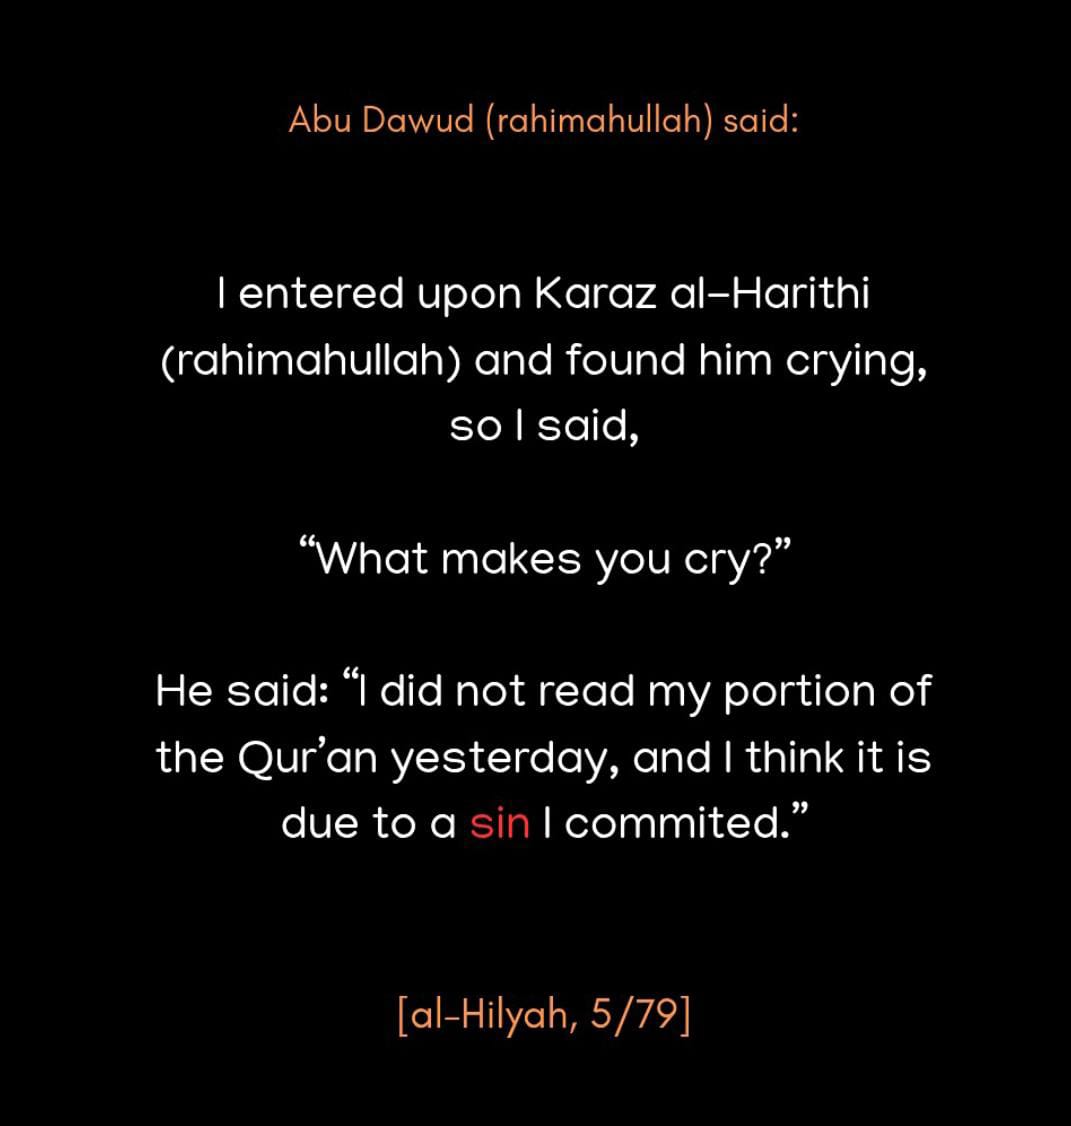 Abu Dawud (rahimahullah) said:
I entered upon Karaz al-Harithi
(rahimahullah) and found him crying,
so I said,
“What makes you cry?”
He said: “I did not read my portion of
the Qur’an yesterday, and I think it is
due to a sin I commited.”
[al-Hilyah, 5/79]